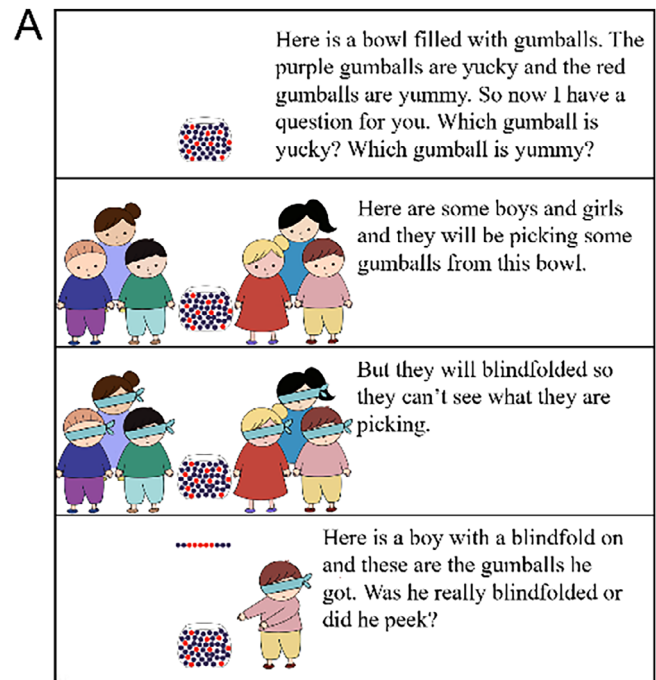 A
Here is a bowl filled with gumballs. The
purple gumballs are yucky and the red
gumballs are yummy. So now I have a
question for you. Which gumball is
yucky? Which gumball is yummy?
Here are some boys and girls
and they will be picking some
gumballs from this bowl.
But they will blindfolded so
they can’t see what they are
picking.
Here is a boy with a blindfold on
and these are the gumballs he
got. Was he really blindfolded or
did he peek?